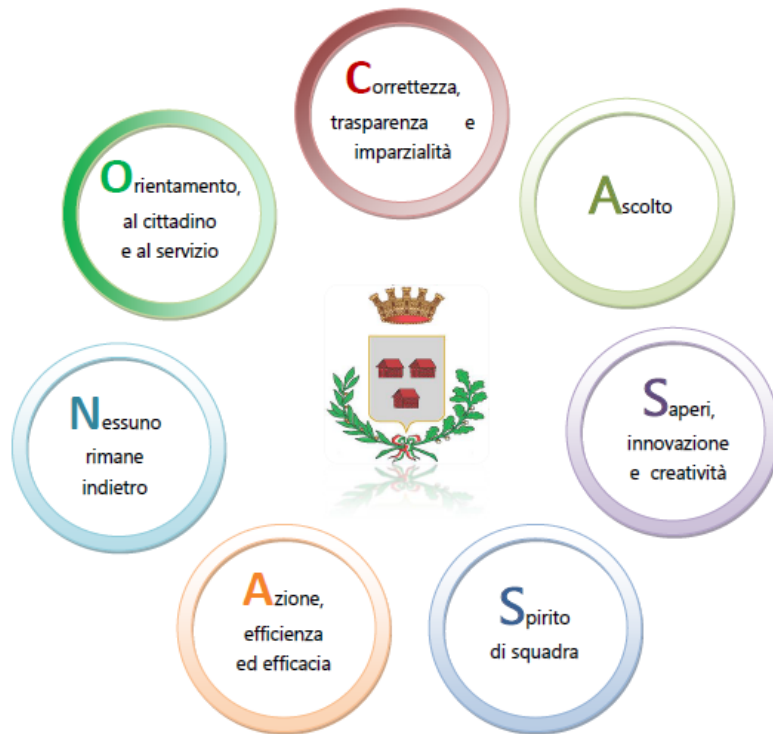 Correttezza,
trasparenza e
imparzialità
Ascolto
Saperi,
innovazione
e creatività
Spirito
di squadra
Azione,
efficienza
ed efficacia
Nessuno
rimane
indietro
Orientamento,
al cittadino
e al servizio